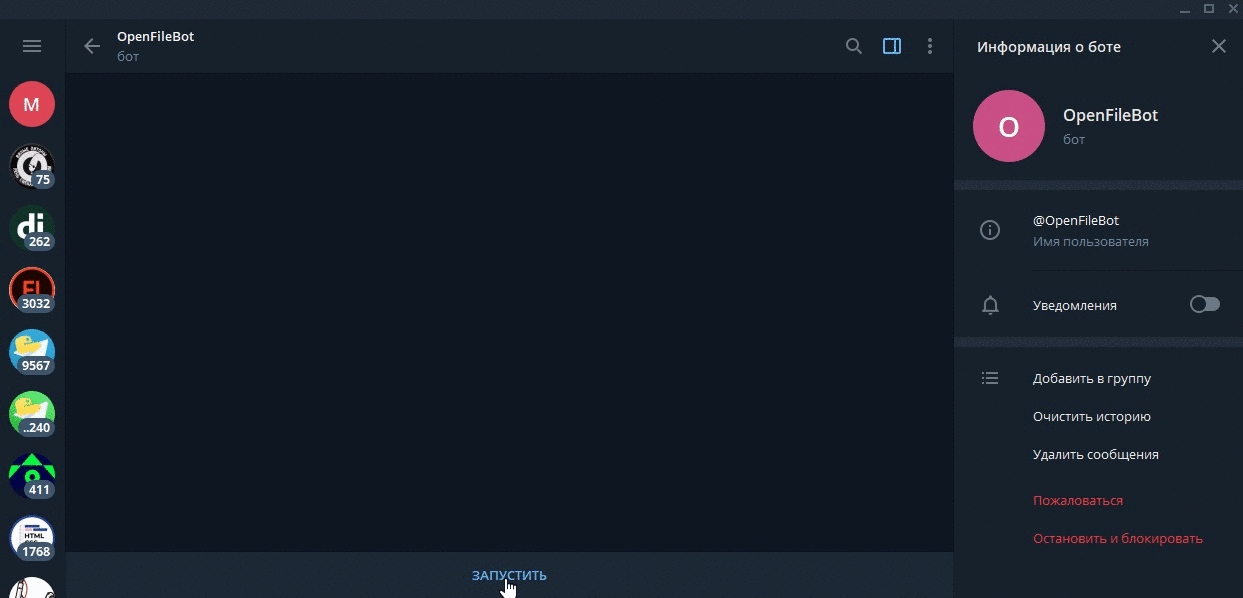 OpenFileBot
бот
M
75
di
262
FL
3032
9567
..240
411
HTML
1768
ЗАПУСТИТЬ
Информация о боте
O
OpenFileBot
бот
@OpenFileBot
Имя пользователя
Уведомления
Добавить в группу
Очистить историю
Удалить сообщения
Пожаловаться
Остановить и блокировать